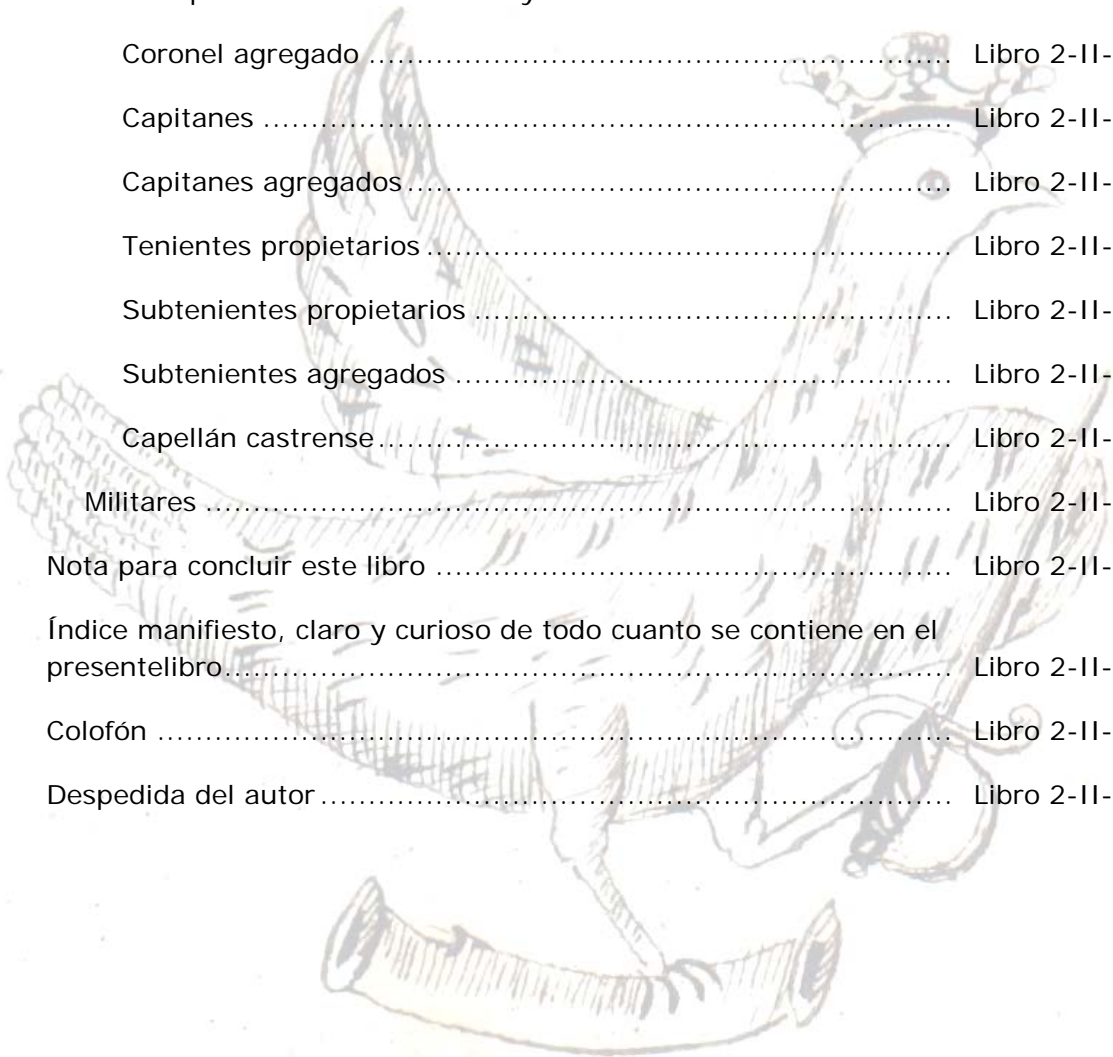 Coronel agregado ................................................................ Libro 2-II-
Capitanes ................................................................ Libro 2-II-
Capitanes agregados ................................................................ Libro 2-II-
Tenientes propietarios ................................................................ Libro 2-II-
Subtenientes propietarios ................................................................ Libro 2-II-
Subtenientes agregados ................................................................ Libro 2-II-
Capellán castrense ................................................................ Libro 2-II-
Militares ................................................................ Libro 2-II-
Nota para concluir este libro ................................................................ Libro 2-II-
Índice manifiesto, claro y curioso de todo cuanto se contiene en el
presentelibro ................................................................ Libro 2-II-
Colofón ................................................................ Libro 2-II-
Despedida del autor ................................................................ Libro 2-II-